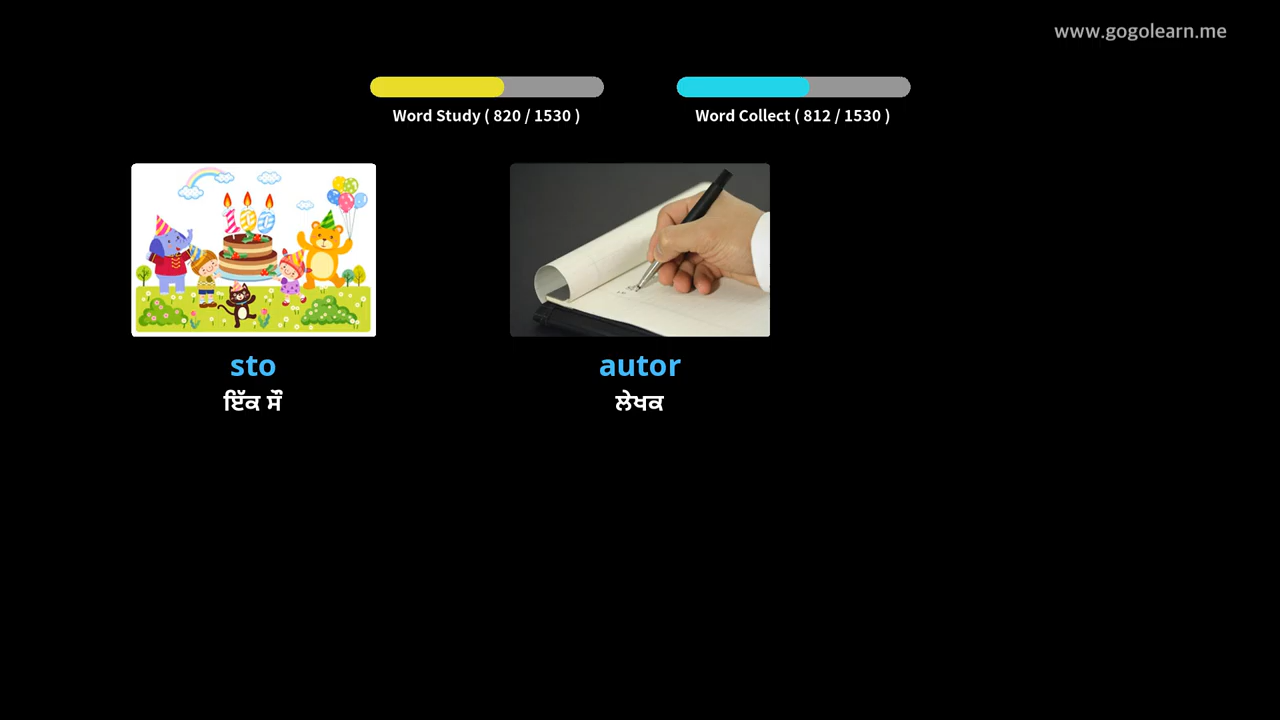 www.gogolearn.me
Word Study ( 820 / 1530 )
Word Collect ( 812 / 1530 )
100
sto
ਇੱਕ ਸੌ
autor
ਲੇਖਕ